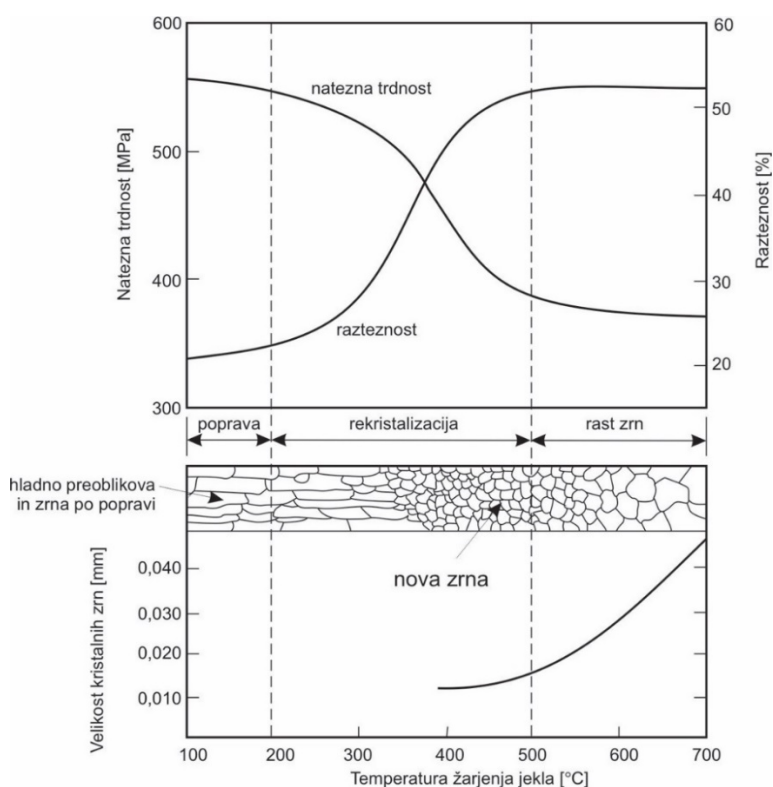 600
500
400
300
Natezna trdnost [MPa]
60
50
40
30
20
Razteznost [%]
natezna trdnost
razteznost
poprava
rekristalizacija
rast zrn
hladno preoblikova
in zrna po popravi
nova zrna
Velikost kristalnih zrn [mm]
0,040
0,030
0,020
0,010
100 200 300 400 500 600 700
Temperatura žarjenja jekla [°C]